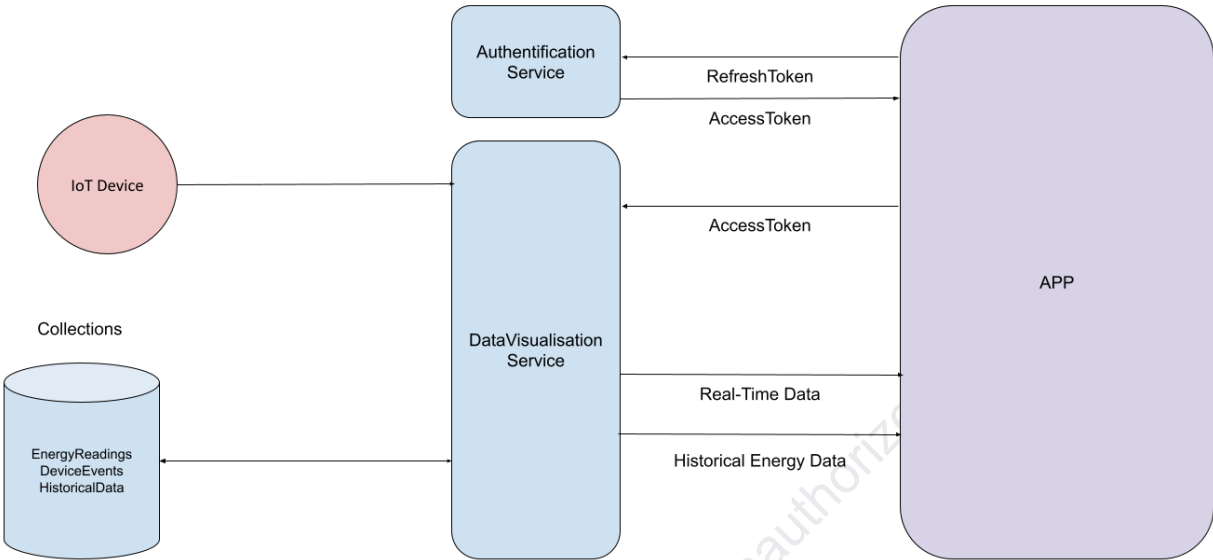 Authentification
Service
RefreshToken
AccessToken
IoT Device
AccessToken
APP
Collections
DataVisualisation
Service
Real-Time Data
EnergyReadings
DeviceEvents
HistoricalData
Historical Energy Data